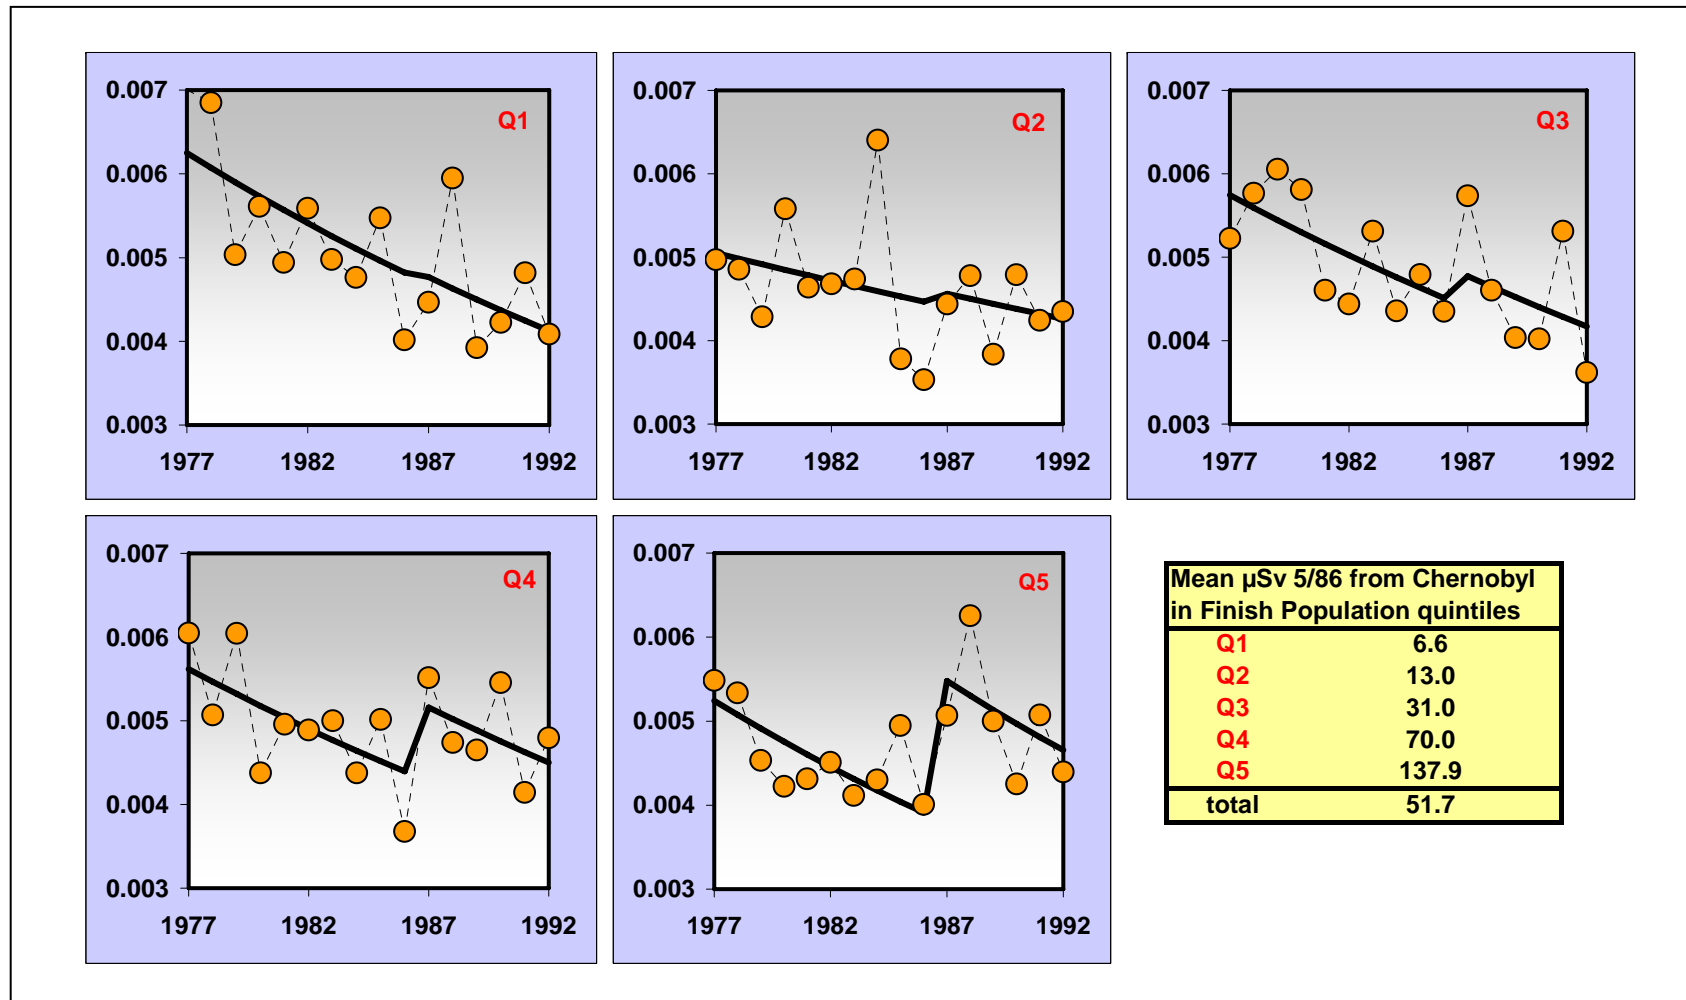 Q1
0.007
0.006
0.005
0.004
0.003
1977 1982 1987 1992
Q2
0.007
0.006
0.005
0.004
0.003
1977 1982 1987 1992
Q3
0.007
0.006
0.005
0.004
0.003
1977 1982 1987 1992
Q4
0.007
0.006
0.005
0.004
0.003
1977 1982 1987 1992
Q5
0.007
0.006
0.005
0.004
0.003
1977 1982 1987 1992
Mean µSv 5/86 from Chernobyl
in Finish Population quintiles
Q1 6.6
Q2 13.0
Q3 31.0
Q4 70.0
Q5 137.9
total 51.7